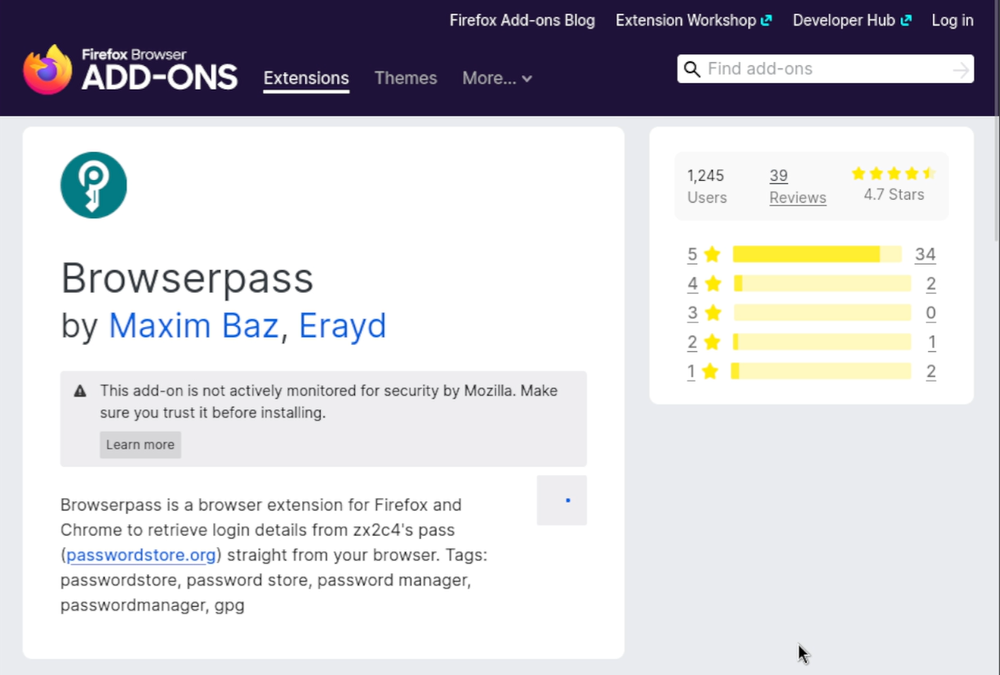 Firefox Add-ons Blog Extension Workshop Developer Hub Log in
Firefox Browser
ADD-ONS
Extensions Themes More...
Find add-ons
1,245 39
Users Reviews 4.7 Stars
5 34
4 2
3 0
2 1
1 2
Browserpass
by Maxim Baz, Erayd
This add-on is not actively monitored for security by Mozilla. Make
sure you trust it before installing.
Learn more
Browserpass is a browser extension for Firefox and
Chrome to retrieve login details from zx2c4's pass
(passwordstore.org) straight from your browser. Tags:
passwordstore, password store, password manager,
passwordmanager, gpg